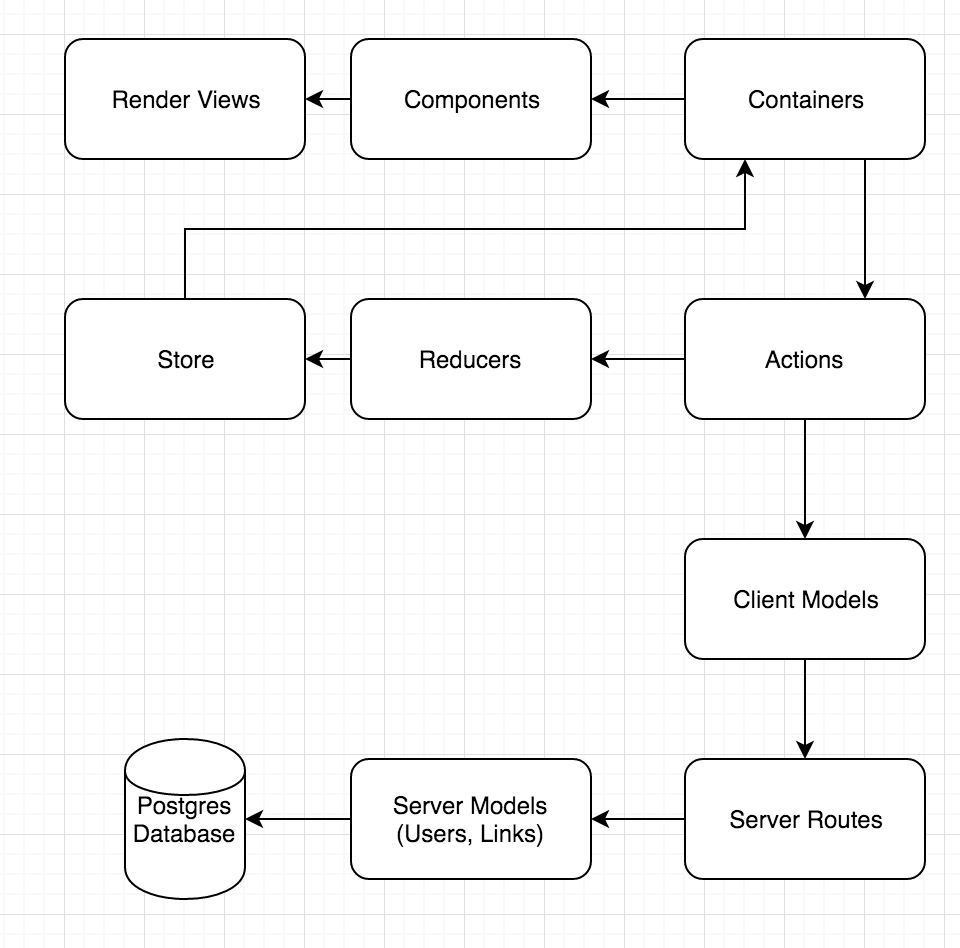 Render Views
Components
Containers
Store
Reducers
Actions
Client Models
Postgres
Database
Server Models
(Users, Links)
Server Routes